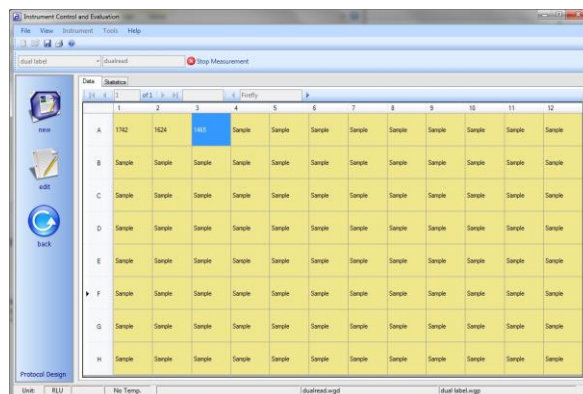 Instrument Control and Evaluation
File View Instrument Tools Help
dual label dualread Stop Measurement
Data Statistics
1 of 1 Firefly
1 2 3 4 5 6 7 8 9 10 11 12
A 1742 1624 1465 Sample Sample Sample Sample Sample Sample Sample Sample Sample
B Sample Sample Sample Sample Sample Sample Sample Sample Sample Sample Sample Sample
C Sample Sample Sample Sample Sample Sample Sample Sample Sample Sample Sample Sample
D Sample Sample Sample Sample Sample Sample Sample Sample Sample Sample Sample Sample
E Sample Sample Sample Sample Sample Sample Sample Sample Sample Sample Sample Sample
F Sample Sample Sample Sample Sample Sample Sample Sample Sample Sample Sample Sample
G Sample Sample Sample Sample Sample Sample Sample Sample Sample Sample Sample Sample
H Sample Sample Sample Sample Sample Sample Sample Sample Sample Sample Sample Sample
new
edit
back
Protocol Design
Unit: RLU No Temp. dualread.wgd dual label.wgp